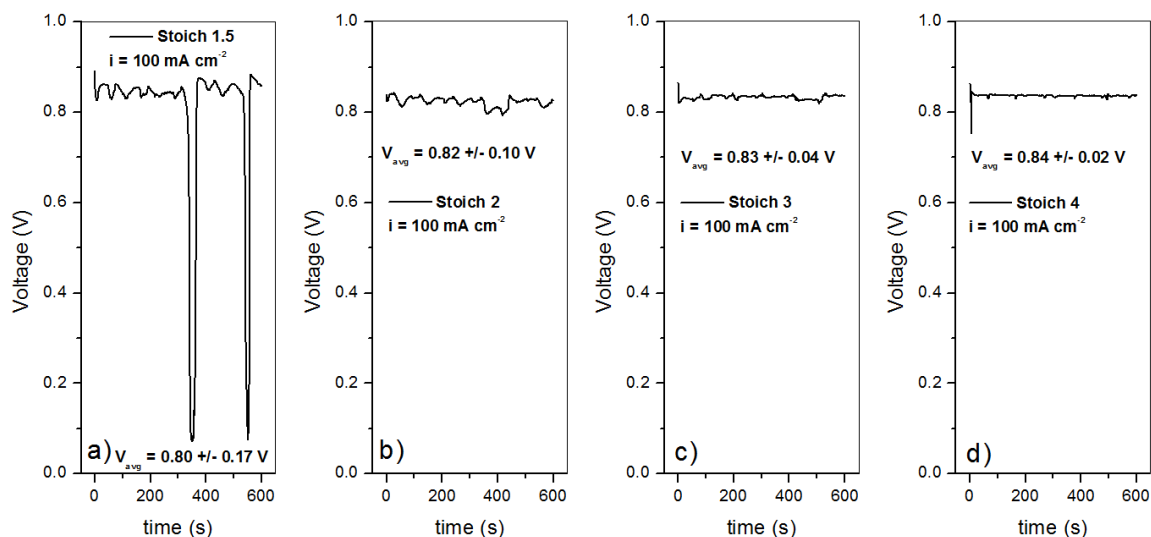 1.0
0.8
0.6
0.4
0.2
0.0
Voltage (V)
Stoich 1.5
i = 100 mA cm⁻²
a)
V_avg = 0.80 +/- 0.17 V
0 200 400 600
time (s)
1.0
0.8
0.6
0.4
0.2
0.0
Voltage (V)
V_avg = 0.82 +/- 0.10 V
Stoich 2
i = 100 mA cm⁻²
b)
0 200 400 600
time (s)
1.0
0.8
0.6
0.4
0.2
0.0
Voltage (V)
V_avg = 0.83 +/- 0.04 V
Stoich 3
i = 100 mA cm⁻²
c)
0 200 400 600
time (s)
1.0
0.8
0.6
0.4
0.2
0.0
Voltage (V)
V_avg = 0.84 +/- 0.02 V
Stoich 4
i = 100 mA cm⁻²
d)
0 200 400 600
time (s)